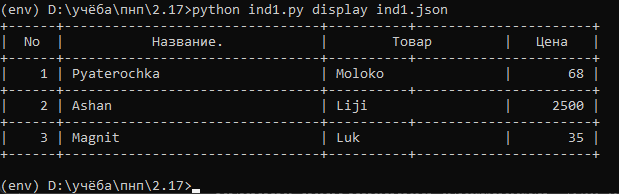 (env) D:\учёба\пнп\2.17>python ind1.py display ind1.json
+------+--------------------------------+----------+-----------+-----------+
|  No  |           Название.            |       Товар          |   Цена    |
+------+--------------------------------+----------+-----------+-----------+
|    1 | Pyaterochka                    | Moloko               |        68 |
+------+--------------------------------+----------+-----------+-----------+
|    2 | Ashan                          | Liji                 |      2500 |
+------+--------------------------------+----------+-----------+-----------+
|    3 | Magnit                         | Luk                  |        35 |
+------+--------------------------------+----------+-----------+-----------+
(env) D:\учёба\пнп\2.17>